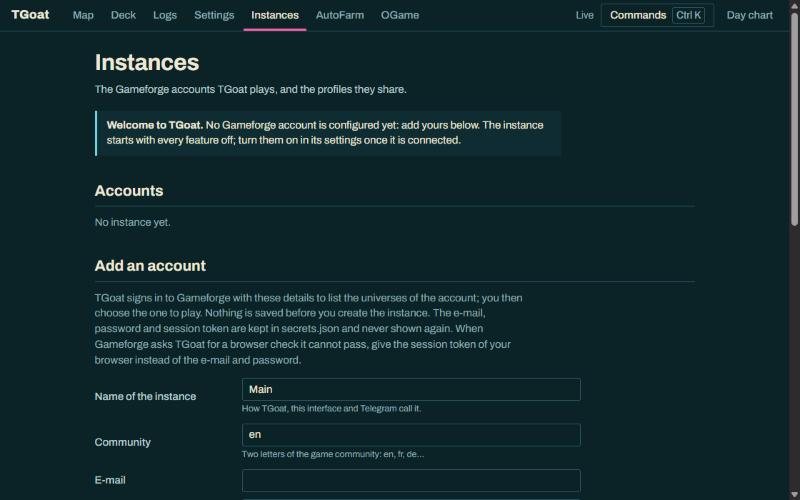 TGoat Map Deck Logs Settings Instances AutoFarm OGame Live Commands Ctrl K Day chart
Instances
The Gameforge accounts TGoat plays, and the profiles they share.
Welcome to TGoat. No Gameforge account is configured yet: add yours below. The instance
starts with every feature off; turn them on in its settings once it is connected.
Accounts
No instance yet.
Add an account
TGoat signs in to Gameforge with these details to list the universes of the account; you then
choose the one to play. Nothing is saved before you create the instance. The e-mail,
password and session token are kept in secrets.json and never shown again. When
Gameforge asks TGoat for a browser check it cannot pass, give the session token of your
browser instead of the e-mail and password.
Name of the instance Main
How TGoat, this interface and Telegram call it.
Community en
Two letters of the game community: en, fr, de...
E-mail